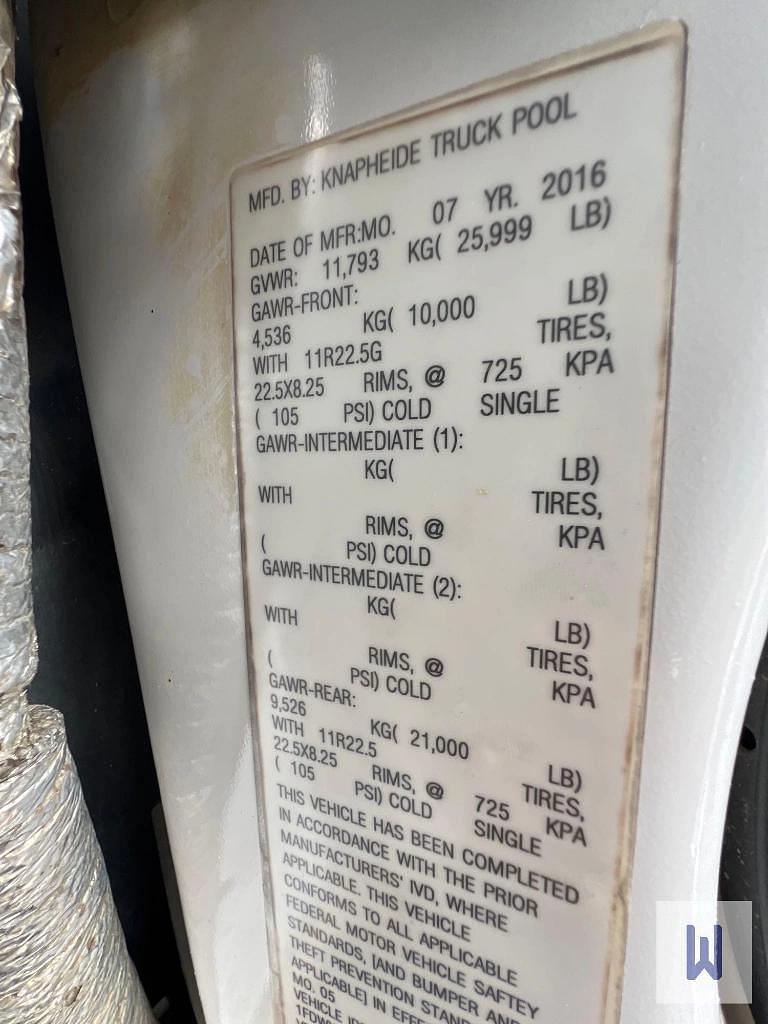 MFD. BY: KNAPHEIDE TRUCK POOL
DATE OF MFR:MO. 07 YR. 2016
GVWR: 11,793 KG( 25,999 LB)
GAWR-FRONT:
4,536 KG( 10,000 LB)
WITH 11R22.5G TIRES,
22.5X8.25 RIMS, @ 725 KPA
( 105 PSI) COLD SINGLE
GAWR-INTERMEDIATE (1):
KG( LB)
WITH TIRES,
RIMS, @ KPA
( PSI) COLD
GAWR-INTERMEDIATE (2):
KG( LB)
WITH TIRES,
RIMS, @ KPA
( PSI) COLD
GAWR-REAR:
9,526 KG( 21,000 LB)
WITH 11R22.5 TIRES,
22.5X8.25 RIMS, @ 725 KPA
( 105 PSI) COLD SINGLE
THIS VEHICLE HAS BEEN COMPLETED
IN ACCORDANCE WITH THE PRIOR
MANUFACTURERS' IVD, WHERE
APPLICABLE. THIS VEHICLE
CONFORMS TO ALL APPLICABLE
FEDERAL MOTOR VEHICLE SAFTEY
STANDARDS, [AND BUMPER AND
THEFT PREVENTION
APPLICABLE] IN
MO. 05
VEHICLE
W